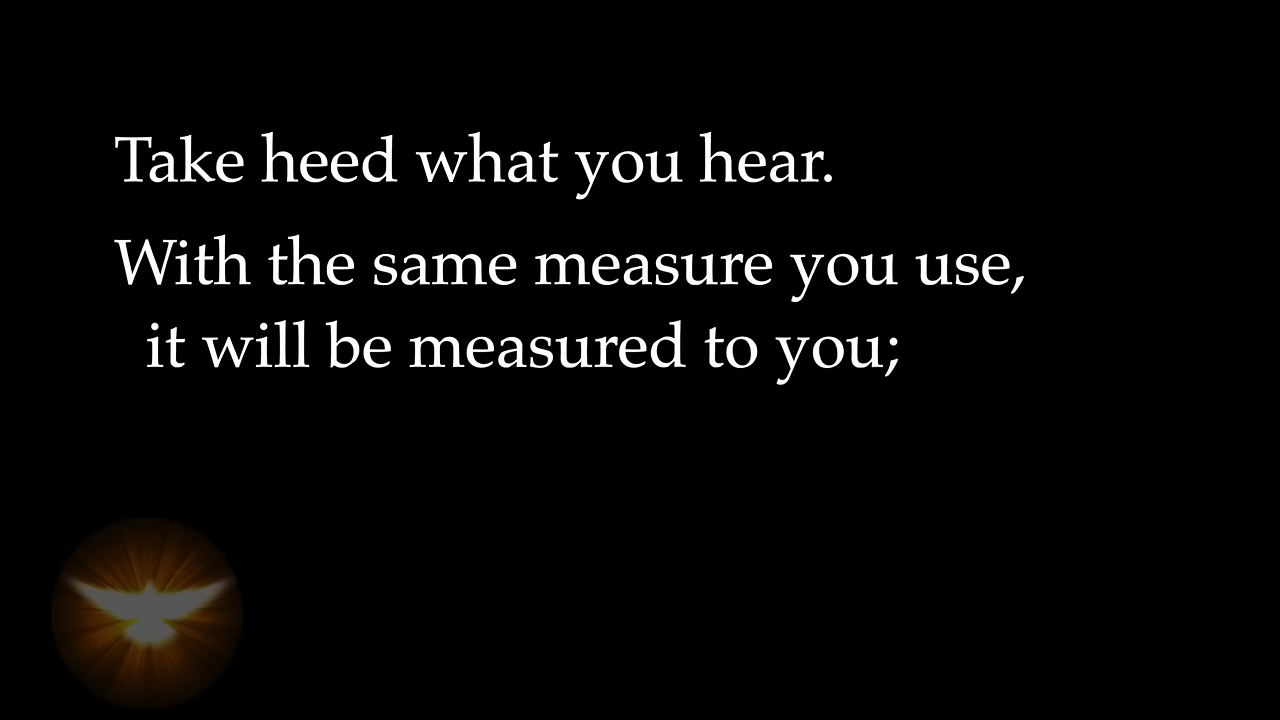 Take heed what you hear.
With the same measure you use,
it will be measured to you;